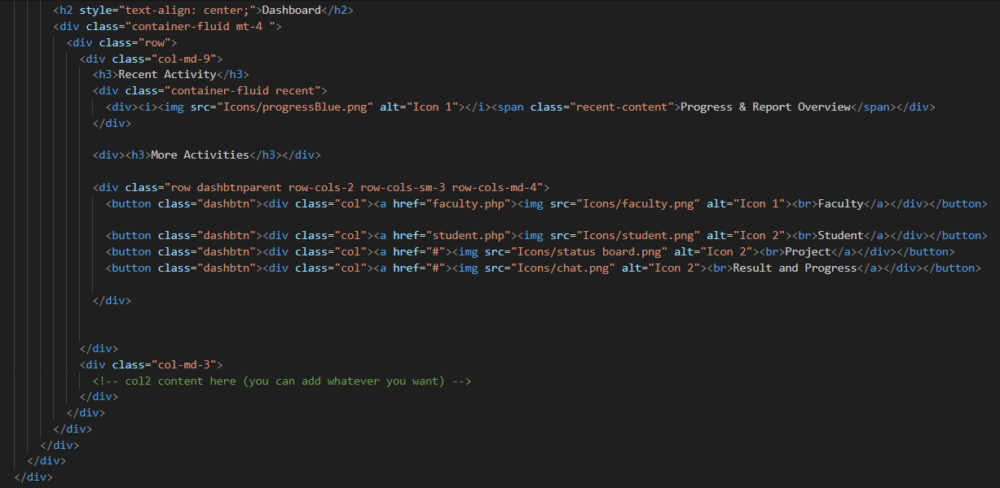 <h2 style="text-align: center;">Dashboard</h2>
<div class="container-fluid mt-4 ">
<div class="row">
<div class="col-md-9">
<h3>Recent Activity</h3>
<div class="container-fluid recent">
<div><i><img src="Icons/progressBlue.png" alt="Icon 1"></i><span class="recent-content">Progress & Report Overview</span></div>
</div>
<div><h3>More Activities</h3></div>
<div class="row dashbtnparent row-cols-2 row-cols-sm-3 row-cols-md-4">
<button class="dashbtn"><div class="col"><a href="faculty.php"><img src="Icons/faculty.png" alt="Icon 1"><br>Faculty</a></div></button>
<button class="dashbtn"><div class="col"><a href="student.php"><img src="Icons/student.png" alt="Icon 2"><br>Student</a></div></button>
<button class="dashbtn"><div class="col"><a href="#"><img src="Icons/status board.png" alt="Icon 2"><br>Project</a></div></button>
<button class="dashbtn"><div class="col"><a href="#"><img src="Icons/chat.png" alt="Icon 2"><br>Result and Progress</a></div></button>
</div>
</div>
<div class="col-md-3">
<!-- col2 content here (you can add whatever you want) -->
</div>
</div>
</div>
</div>
</div>
</div>